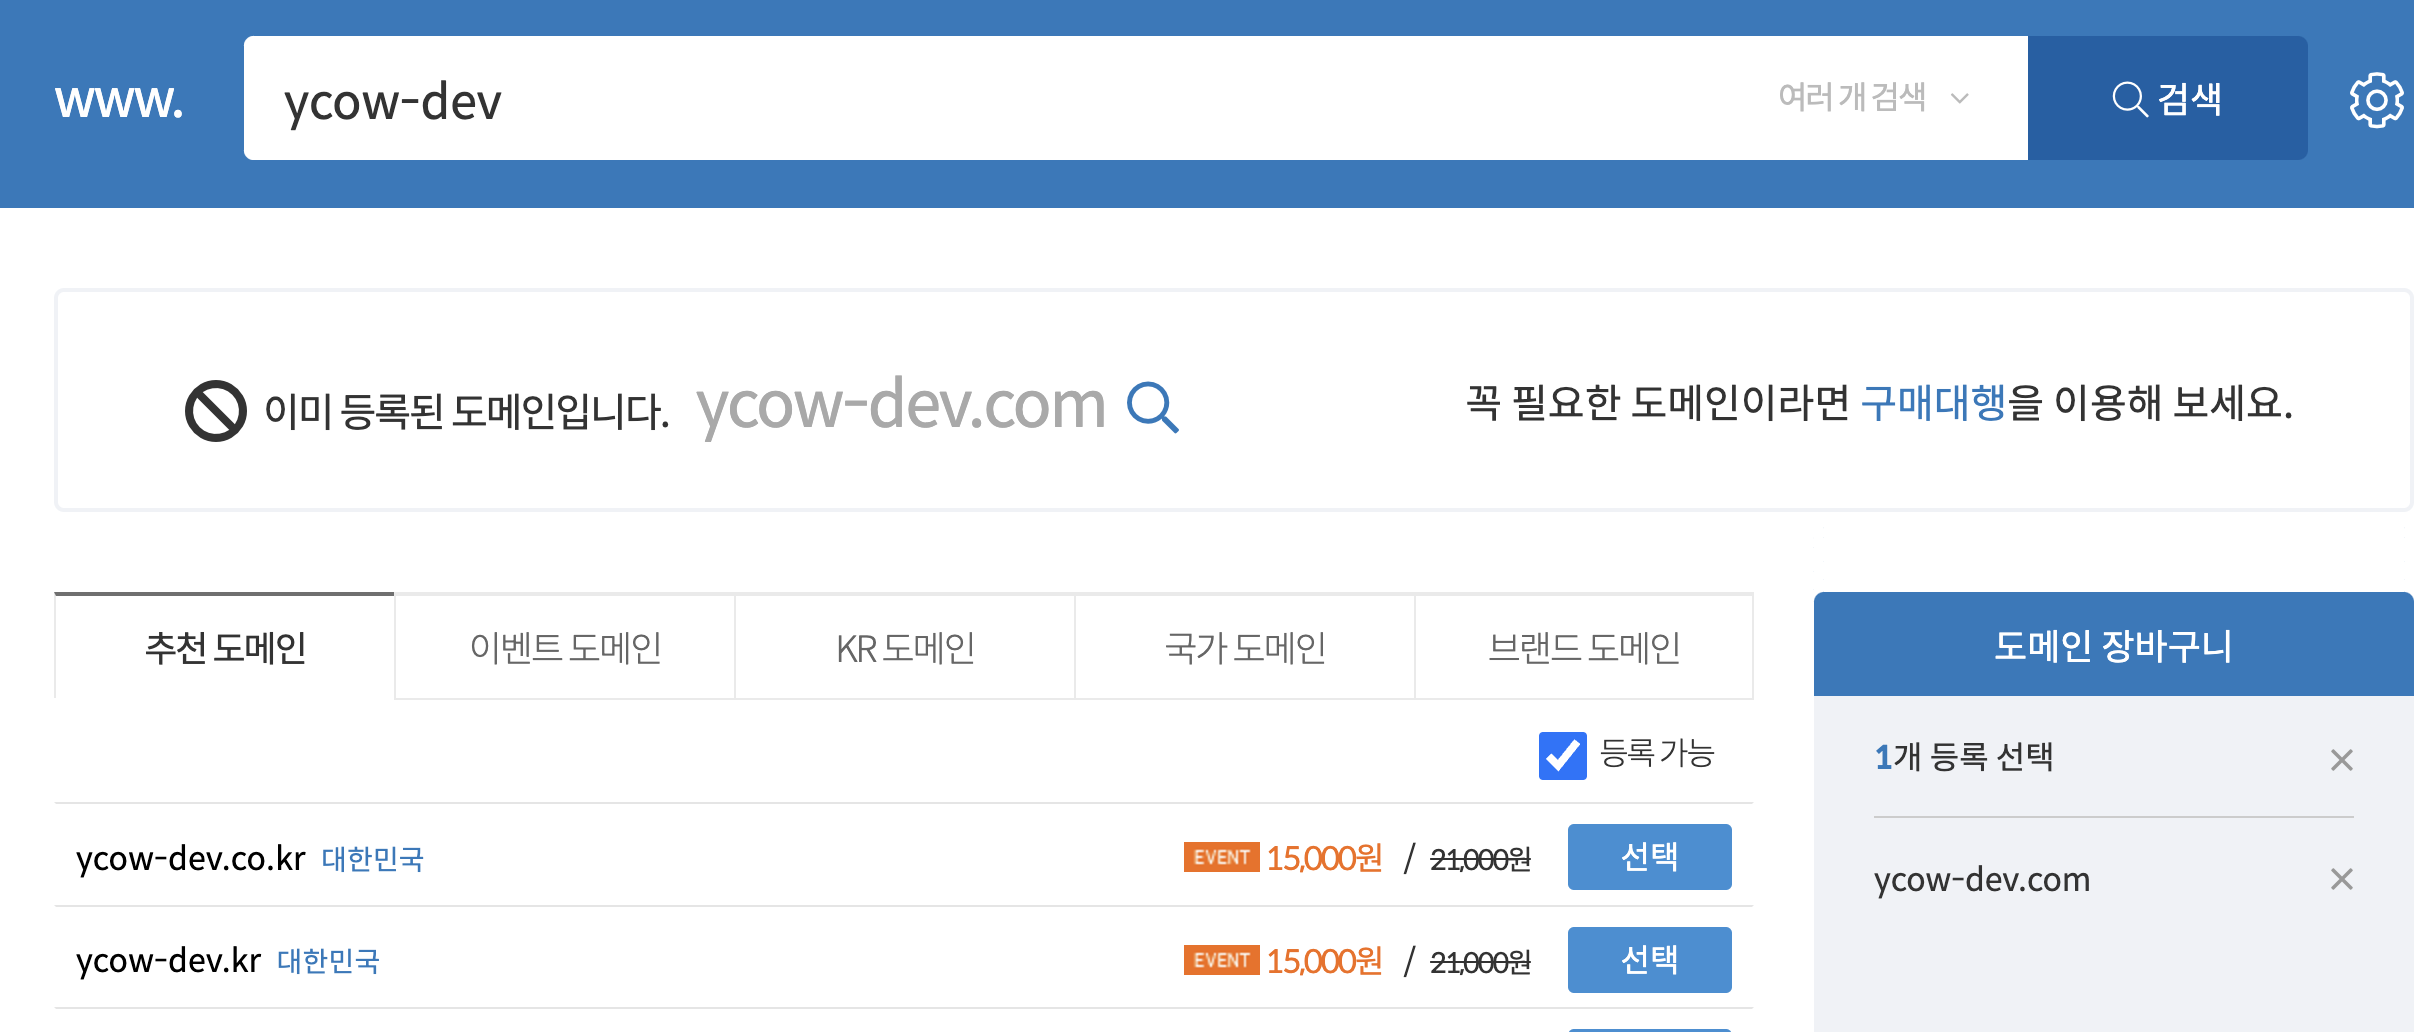 www.
ycow-dev
여러 개 검색
검색
이미 등록된 도메인입니다. ycow-dev.com
꼭 필요한 도메인이라면 구매대행을 이용해 보세요.
추천 도메인
이벤트 도메인
KR 도메인
국가 도메인
브랜드 도메인
등록 가능
ycow-dev.co.kr 대한민국 EVENT 15,000원 / 21,000원 선택
ycow-dev.kr 대한민국 EVENT 15,000원 / 21,000원 선택
도메인 장바구니
1개 등록 선택
ycow-dev.com